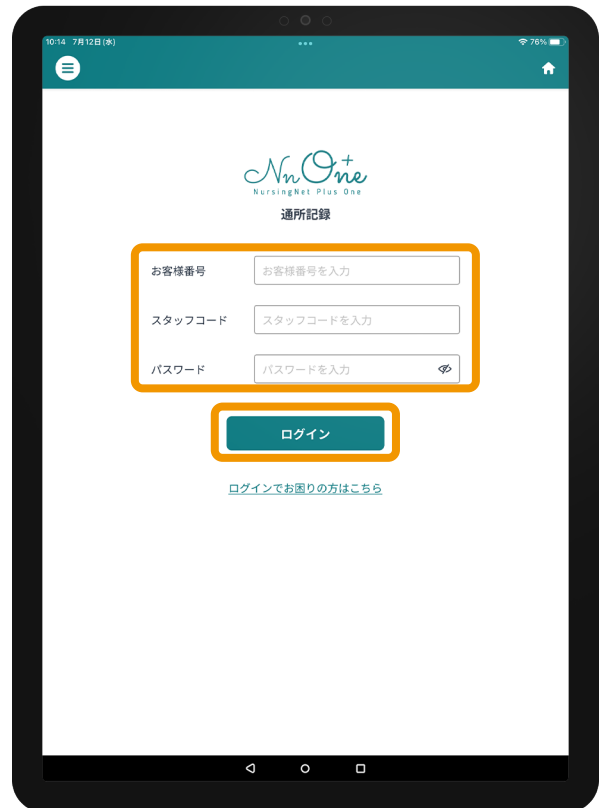 10:14 7月12日(水)
76%
NnOne+
NursingNet Plus One
通所記録
お客様番号 お客様番号を入力
スタッフコード スタッフコードを入力
パスワード パスワードを入力
ログイン
ログインでお困りの方はこちら